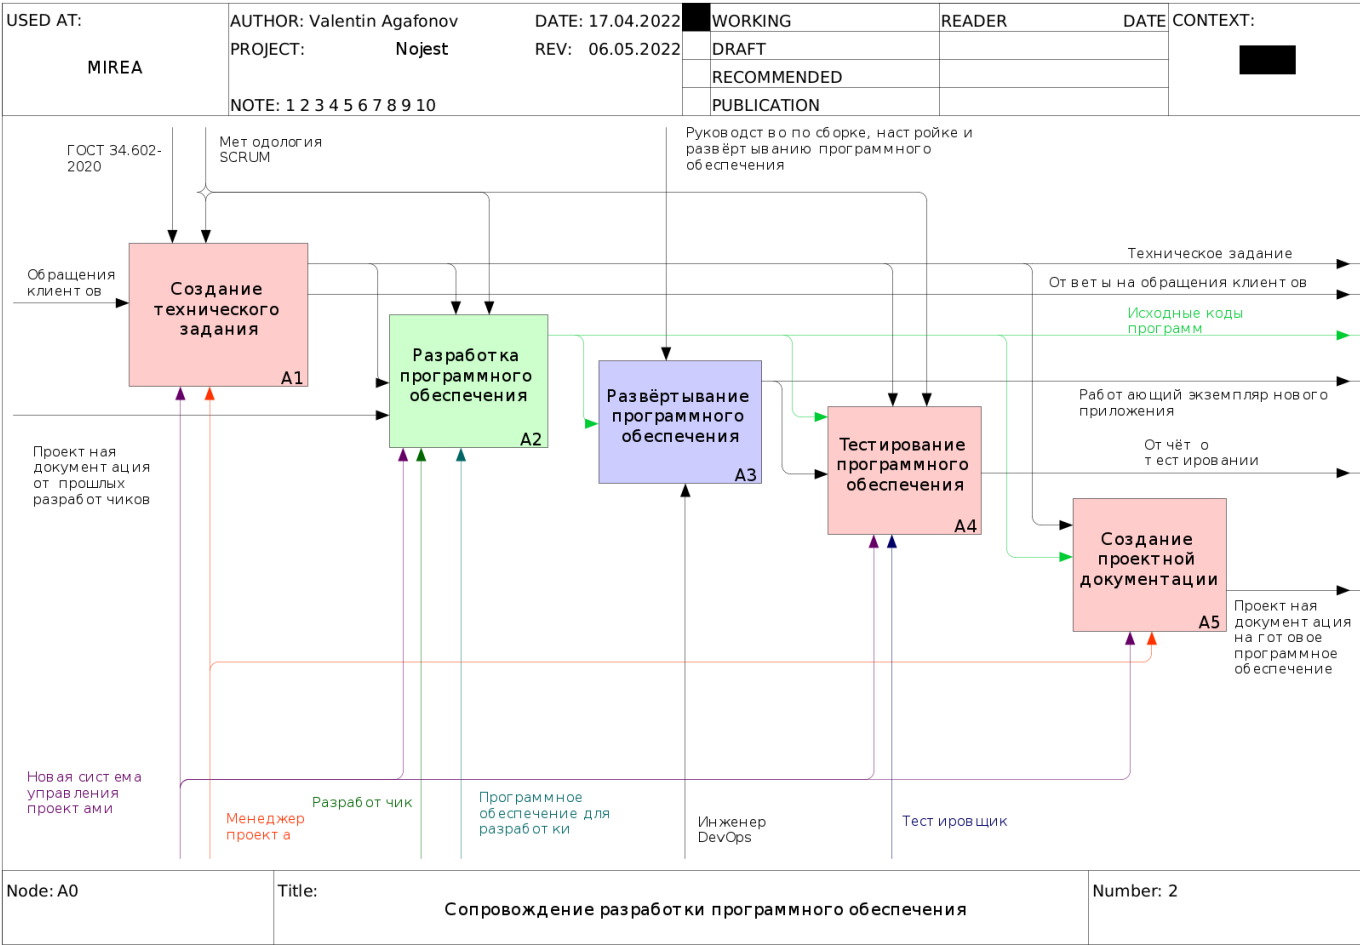 USED AT:
MIREA
AUTHOR: Valentin Agafonov
DATE: 17.04.2022
PROJECT: Nojest
REV: 06.05.2022
NOTE: 1 2 3 4 5 6 7 8 9 10
WORKING
DRAFT
RECOMMENDED
PUBLICATION
READER
DATE
CONTEXT:
ГОСТ 34.602-
2020
Методология
SCRUM
Руководство по сборке, настройке и
развёртыванию программного
обеспечения
Обращения
клиентов
Создание
технического
задания
A1
Техническое задание
Ответы на обращения клиентов
Исходные коды
программ
Разработка
программного
обеспечения
A2
Развёртывание
программного
обеспечения
A3
Работающий экземпляр нового
приложения
Проектная
документация
от прошлых
разработчиков
Тестирование
программного
обеспечения
A4
Отчёт о
тестировании
Создание
проектной
документации
A5
Проектная
документация
на готовое
программное
обеспечение
Новая система
управления
проектами
Менеджер
проекта
Разработчик
Программное
обеспечение для
разработки
Инженер
DevOps
Тестировщик
Node: A0
Title:
Сопровождение разработки программного обеспечения
Number: 2